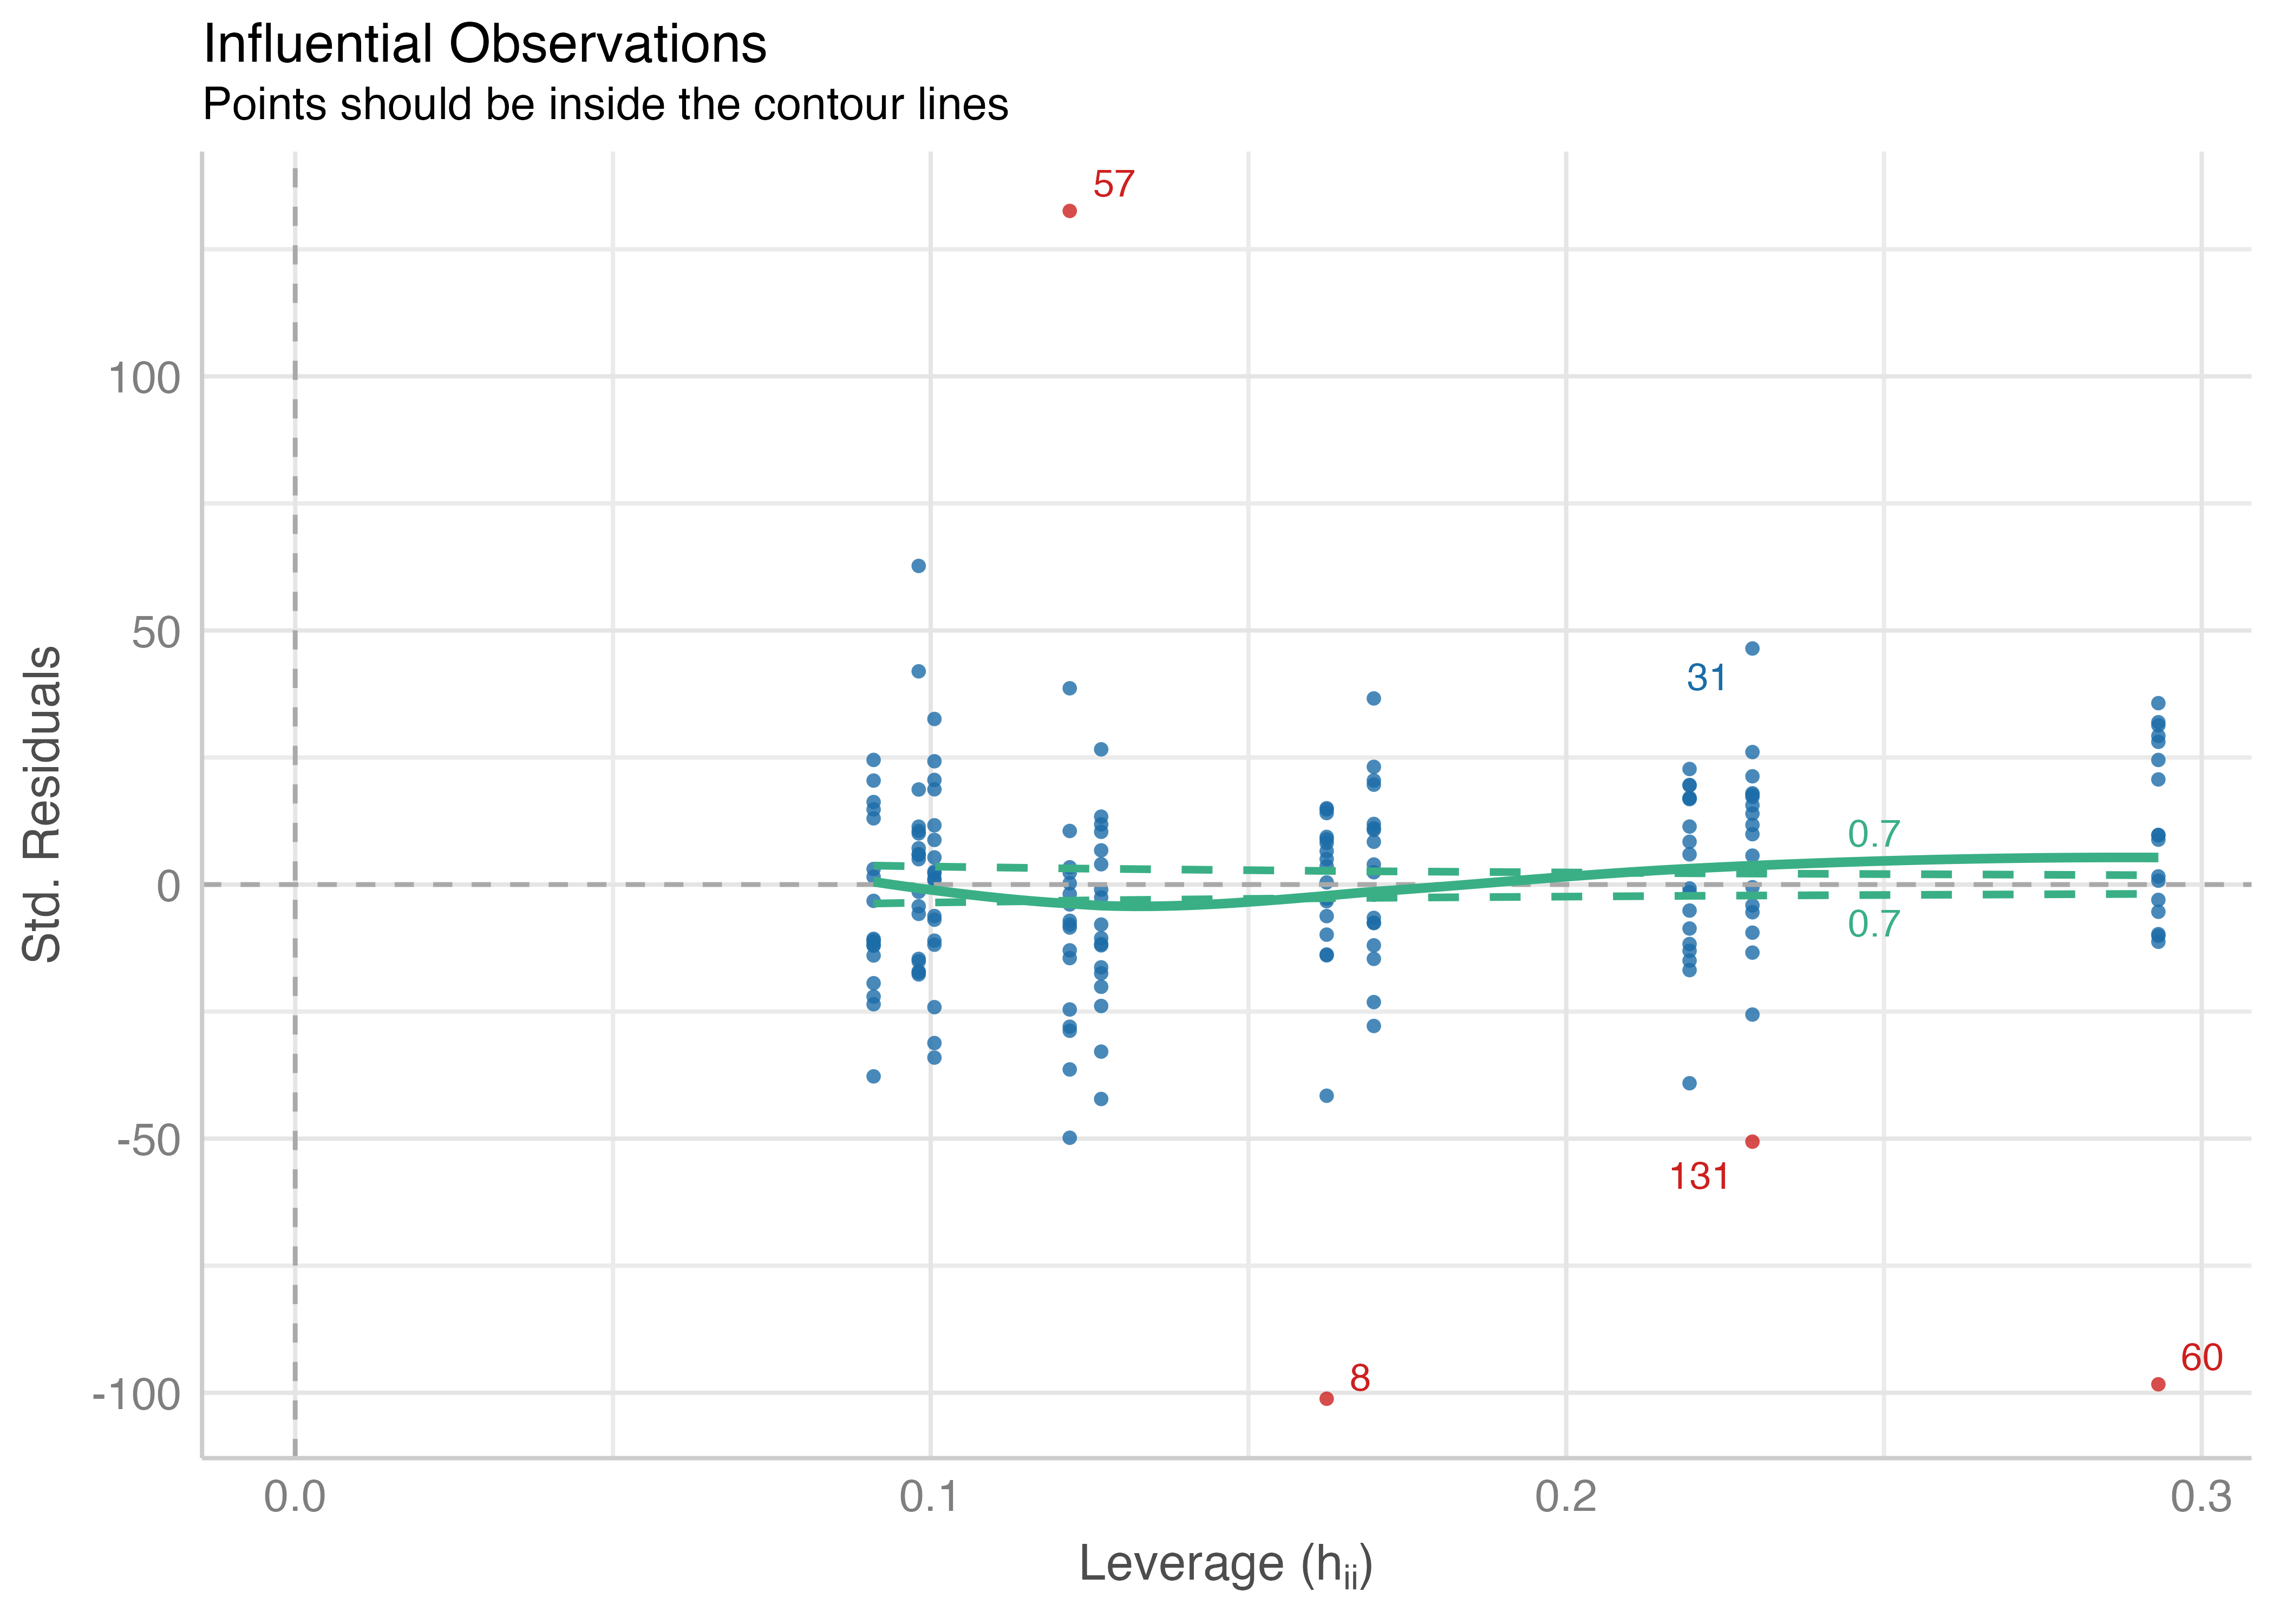 Influential Observations
Points should be inside the contour lines
57
100
50
31
0.7
0
0.7
Std. Residuals
-50
131
60
8
-100
0.0 0.1 0.2 0.3
Leverage (hii)